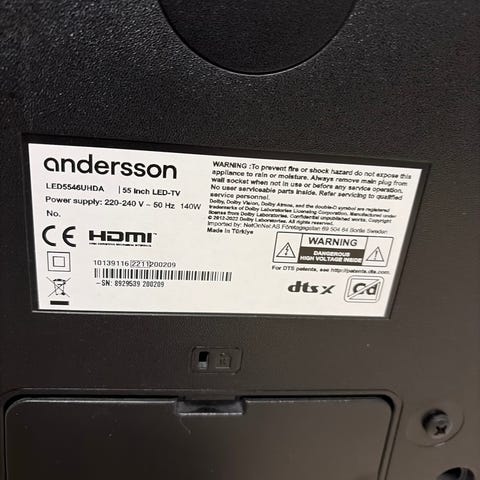 andersson
LED5546UHDA | 55 Inch LED-TV
Power supply: 220-240 V ~ 50 Hz 140W
No.
CE HDMI
10139116 2211 200209
SN: 8929539 200209
WARNING :To prevent fire or shock hazard do not expose this
appliance to rain or moisture. Always remove main plug from
wall socket when not in use or before any service operation.
No user serviceable parts inside. Refer servicing to qualified
service personnel.
Dolby, Dolby Vision, Dolby Atmos, and the double-D symbol are registered
trademarks of Dolby Laboratories Licensing Corporation. Manufactured under
license from Dolby Laboratories. Confidential unpublished works. Copyright
© 2012-2022 Dolby Laboratories. All rights reserved.
Imported by: NetOnNet AS Företagsgatan 69 504 64 Sortie Sweden
Made in Türkiye
WARNING
DANGEROUS
HIGH VOLTAGE INSIDE
For DTS patents, see http://patents.dts.com.
dts X
Cd